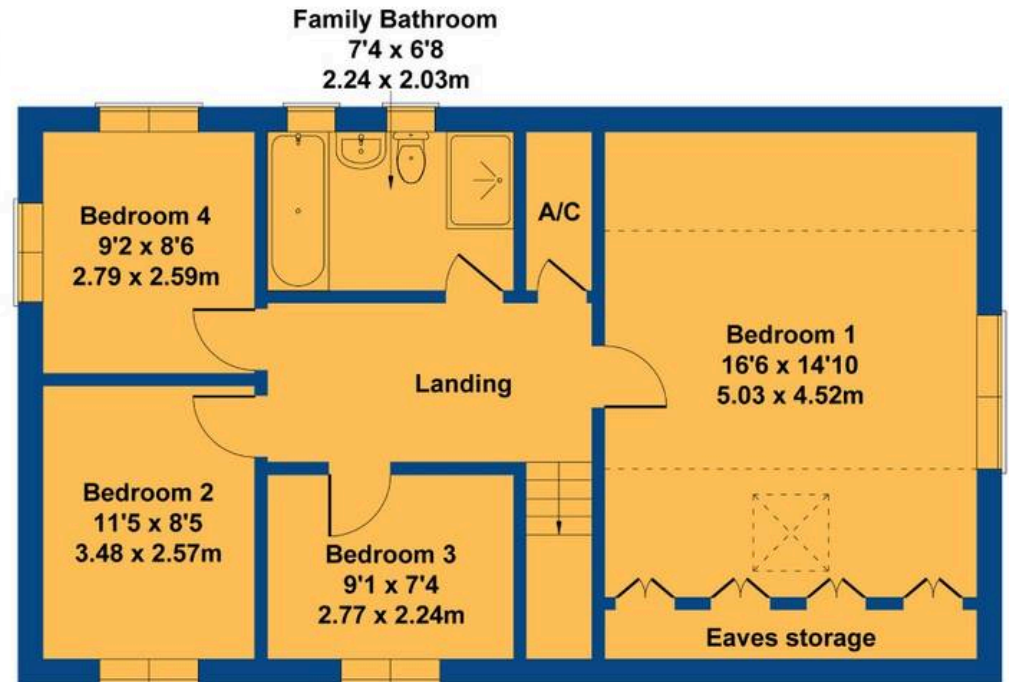 Family Bathroom
7'4 x 6'8
2.24 x 2.03m
Bedroom 4
9'2 x 8'6
2.79 x 2.59m
A/C
Bedroom 1
16'6 x 14'10
5.03 x 4.52m
Landing
Bedroom 2
11'5 x 8'5
3.48 x 2.57m
Bedroom 3
9'1 x 7'4
2.77 x 2.24m
Eaves storage